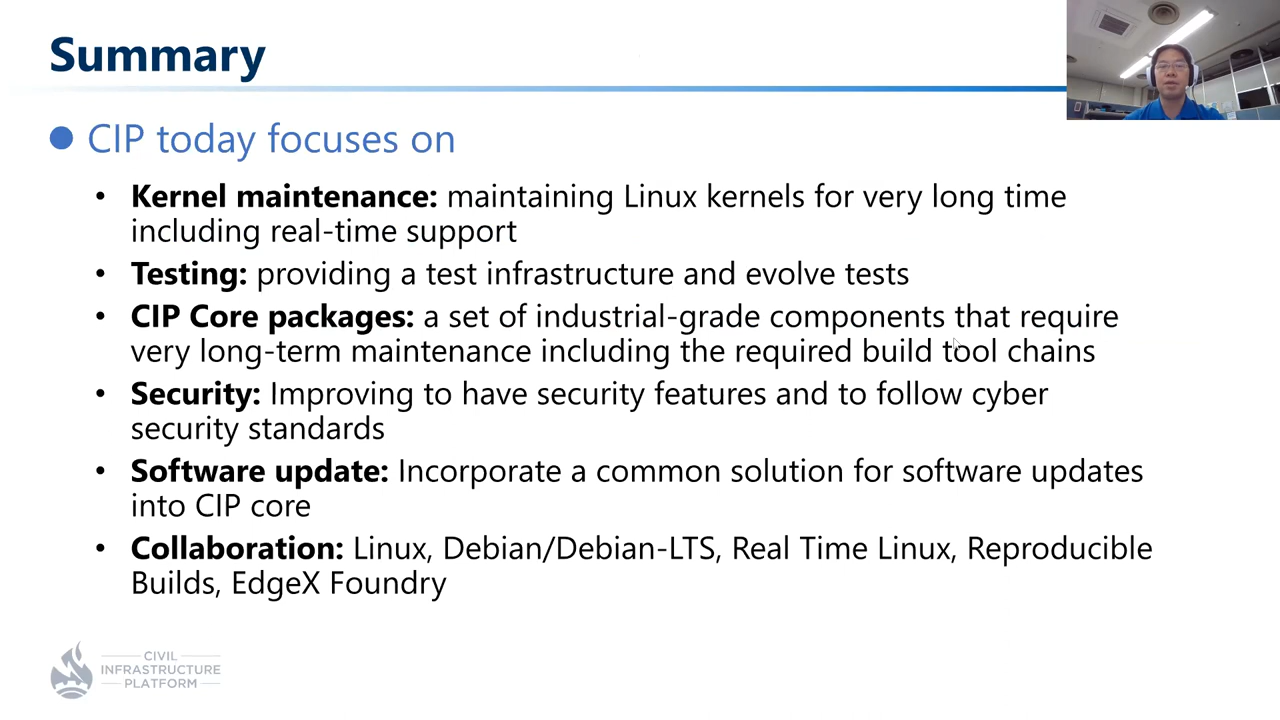 Summary
CIP today focuses on
• Kernel maintenance: maintaining Linux kernels for very long time
including real-time support
• Testing: providing a test infrastructure and evolve tests
• CIP Core packages: a set of industrial-grade components that require
very long-term maintenance including the required build tool chains
• Security: Improving to have security features and to follow cyber
security standards
• Software update: Incorporate a common solution for software updates
into CIP core
• Collaboration: Linux, Debian/Debian-LTS, Real Time Linux, Reproducible
Builds, EdgeX Foundry
CIVIL
INFRASTRUCTURE
PLATFORM